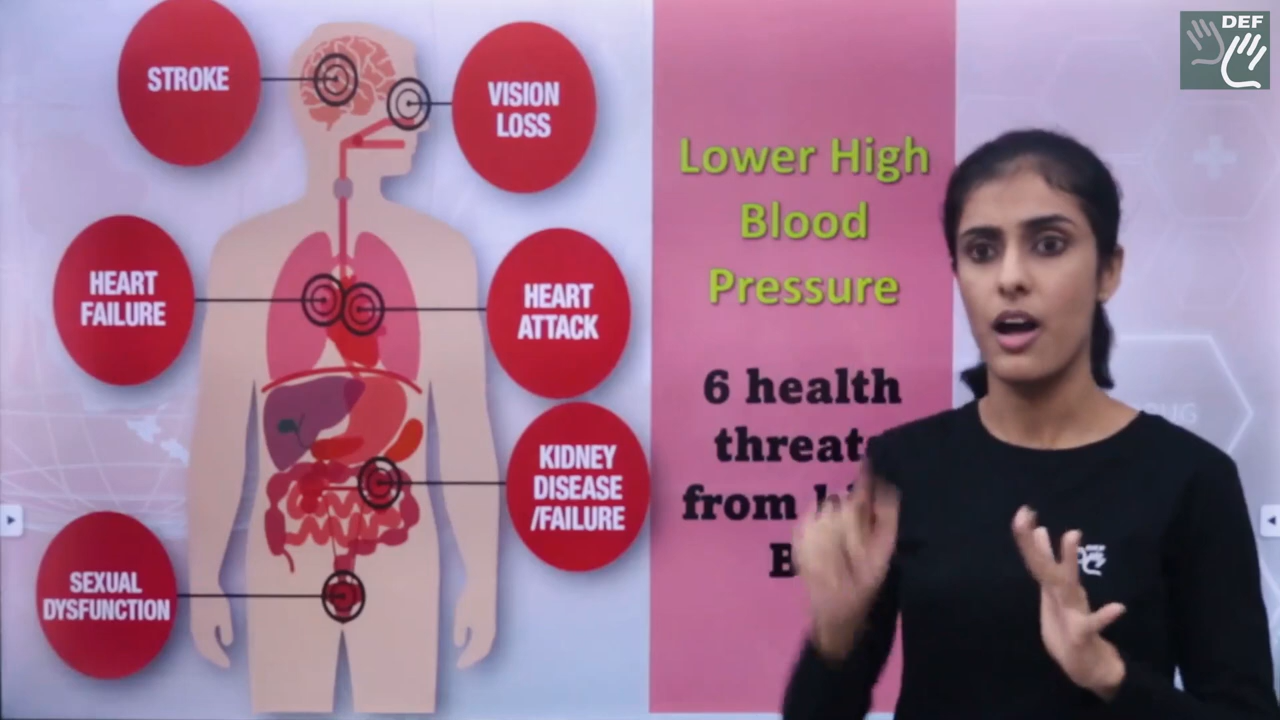 DEF
STROKE
VISION
LOSS
HEART
FAILURE
HEART
ATTACK
KIDNEY
DISEASE
/FAILURE
SEXUAL
DYSFUNCTION
Lower High
Blood
Pressure
6 health
from